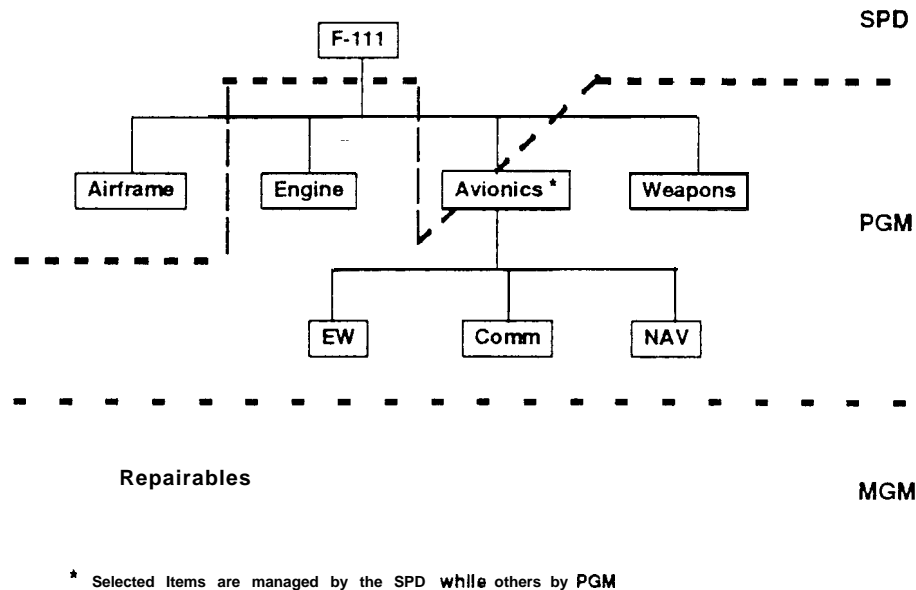 SPD
F-111
Airframe
Engine
Avionics *
Weapons
PGM
EW
Comm
NAV
Repairables
MGM
* Selected Items are managed by the SPD while others by PGM